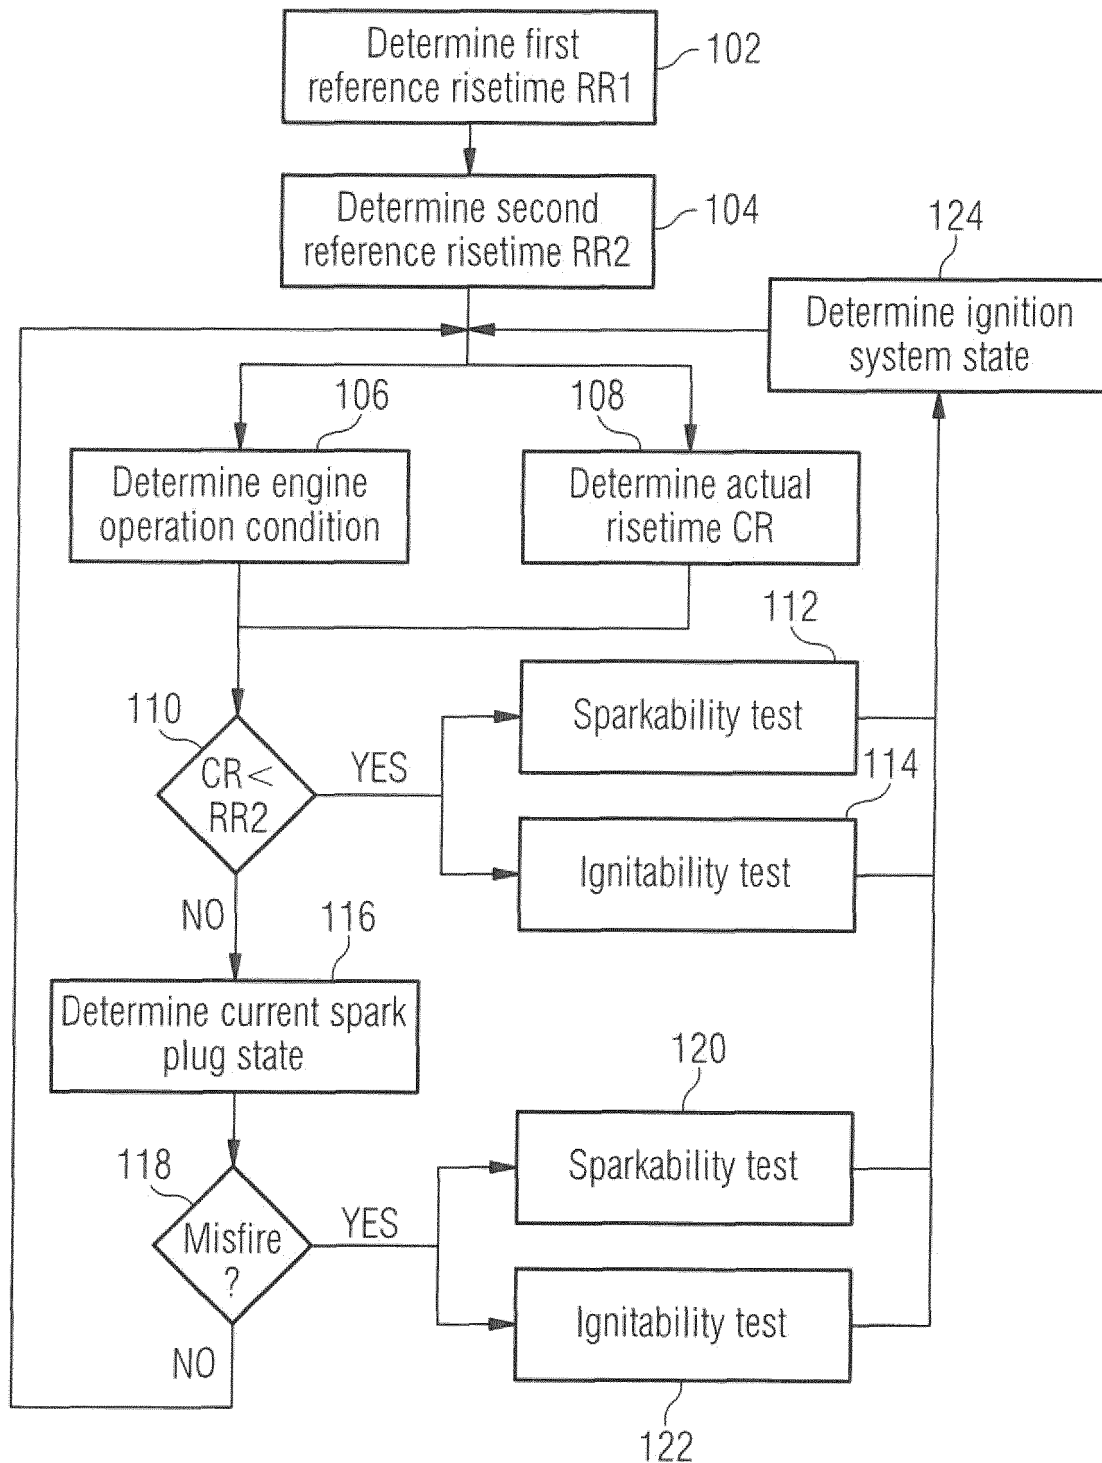 Determine first
reference risetime RR1
102
Determine second
reference risetime RR2
104
124
Determine ignition
system state
106
108
Determine engine
operation condition
Determine actual
risetime CR
112
110
Sparkability test
CR<
RR2
YES
114
Ignitability test
NO
116
Determine current spark
plug state
120
118
Sparkability test
Misfire
?
YES
Ignitability test
NO
122